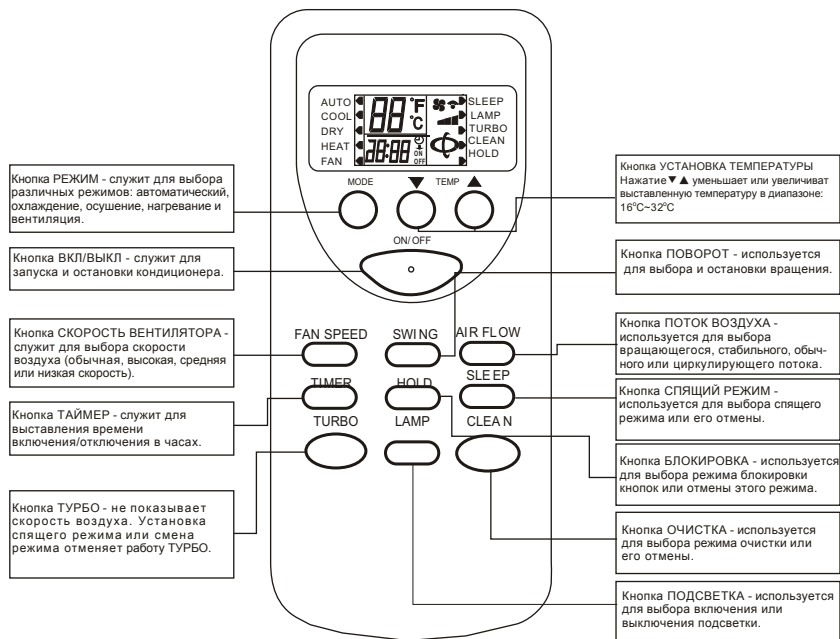 AUTO
COOL
DRY
HEAT
FAN
88 °F
°C
28:88 ON
OFF
SLEEP
LAMP
TURBO
CLEAN
HOLD
MODE
TEMP
ON/OFF
FAN SPEED
SWING
AIR FLOW
TIMER
HOLD
SLEEP
TURBO
LAMP
CLEAN
Кнопка РЕЖИМ - служит для выбора
различных режимов: автоматический,
охлаждение, осушение, нагревание и
вентиляция.
Кнопка ВКЛ/ВЫКЛ - служит для
запуска и остановки кондиционера.
Кнопка СКОРОСТЬ ВЕНТИЛЯТОРА -
служит для выбора скорости
воздуха (обычная, высокая, средняя
или низкая скорость).
Кнопка ТАЙМЕР - служит для
выставления времени
включения/отключения в часах.
Кнопка ТУРБО - не показывает
скорость воздуха. Установка
спящего режима или смена
режима отменяет работу ТУРБО.
Кнопка УСТАНОВКА ТЕМПЕРАТУРЫ
Нажатие ▼ ▲ уменьшает или увеличиват
выставленную температуру в диапазоне:
16°C~32°C
Кнопка ПОВОРОТ - используется
для выбора и остановки вращения.
Кнопка ПОТОК ВОЗДУХА -
используется для выбора
вращающегося, стабильного, обыч-
ного или циркулирующего потока.
Кнопка СПЯЩИЙ РЕЖИМ -
используется для выбора спящего
режима или его отмены.
Кнопка БЛОКИРОВКА - используется
для выбора режима блокировки
кнопок или отмены этого режима.
Кнопка ОЧИСТКА - используется
для выбора режима очистки или
его отмены.
Кнопка ПОДСВЕТКА - используется
для выбора включения или
выключения подсветки.